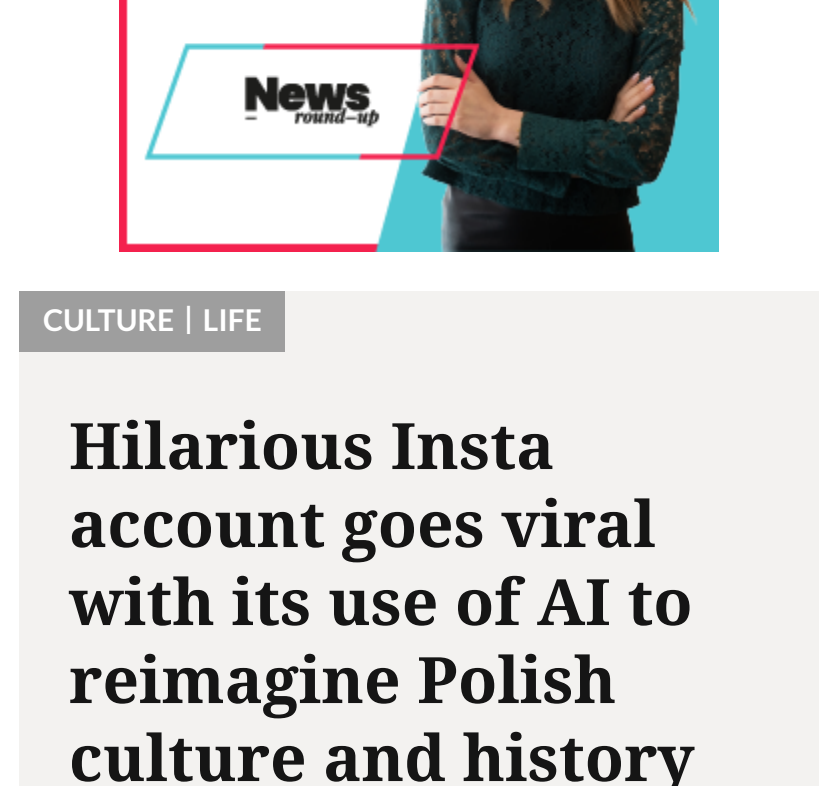 News
round-up
CULTURE | LIFE
Hilarious Insta
account goes viral
with its use of AI to
reimagine Polish
culture and history